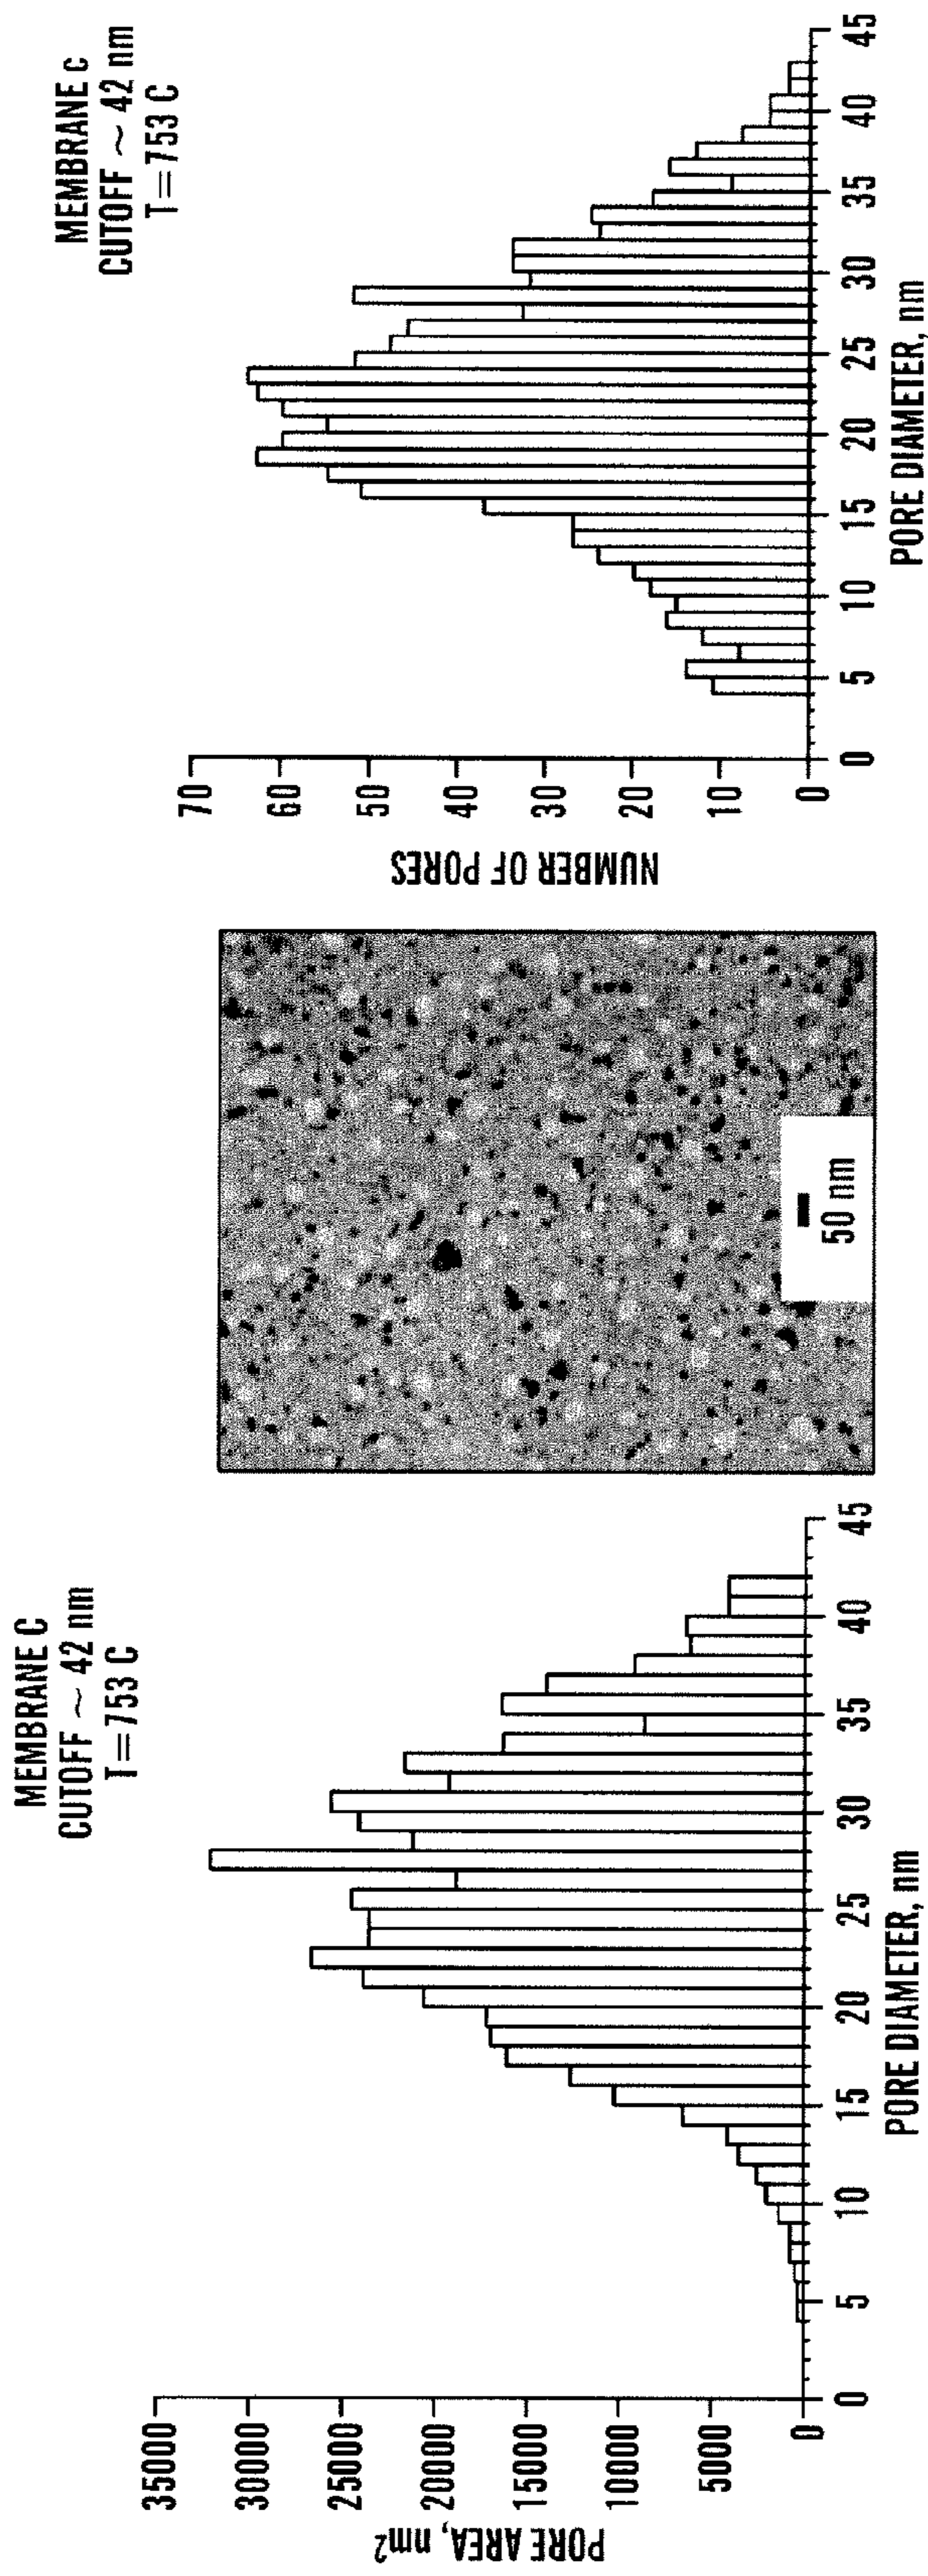 MEMBRANE C
CUTOFF ~ 42 nm
T=753 C
35000
30000
25000
20000
15000
10000
5000
0
PORE AREA, nm²
0 5 10 15 20 25 30 35 40 45
PORE DIAMETER, nm
50 nm
MEMBRANE c
CUTOFF ~ 42 nm
T=753 C
70
60
50
40
30
20
10
0
NUMBER OF PORES
0 5 10 15 20 25 30 35 40 45
PORE DIAMETER, nm